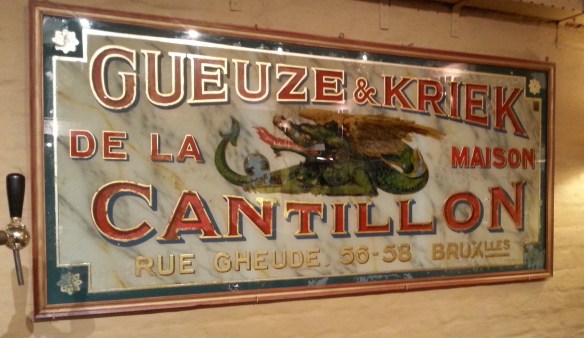 GUEUZE & KRIEK
DE LA MAISON
CANTILLON
RUE GHEUDE. 56-58 BRUXLLES